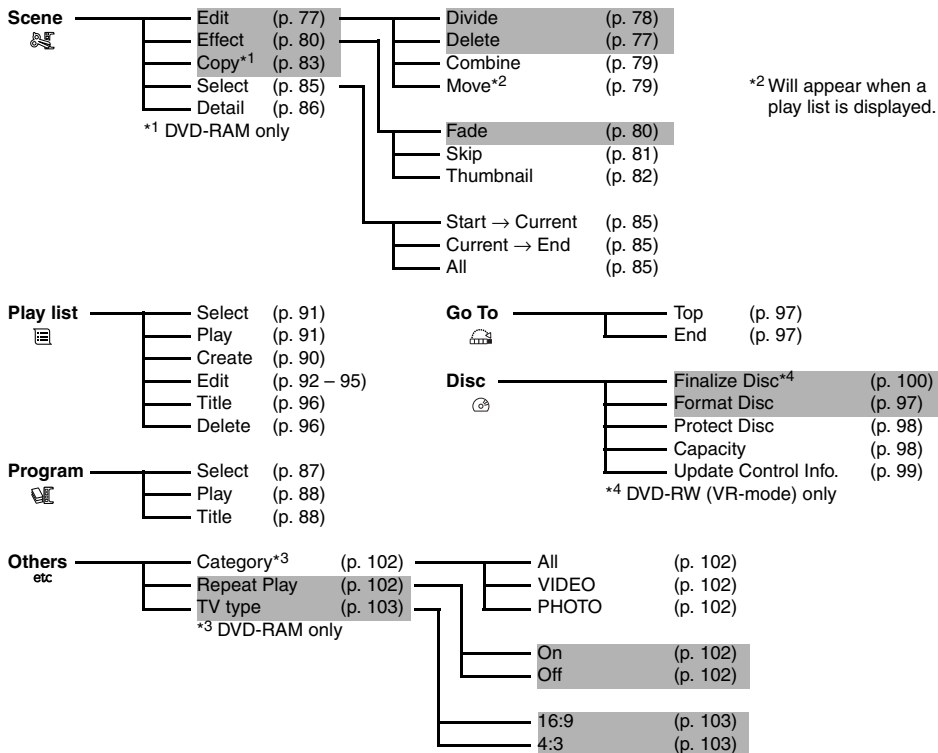 Scene
Edit (p. 77)
Effect (p. 80)
Copy*1 (p. 83)
Select (p. 85)
Detail (p. 86)
*1 DVD-RAM only
Divide (p. 78)
Delete (p. 77)
Combine (p. 79)
Move*2 (p. 79)
*2 Will appear when a
play list is displayed.
Fade (p. 80)
Skip (p. 81)
Thumbnail (p. 82)
Start → Current (p. 85)
Current → End (p. 85)
All (p. 85)
Play list
Select (p. 91)
Play (p. 91)
Create (p. 90)
Edit (p. 92 – 95)
Title (p. 96)
Delete (p. 96)
Go To
Top (p. 97)
End (p. 97)
Disc
Finalize Disc*4 (p. 100)
Format Disc (p. 97)
Protect Disc (p. 98)
Capacity (p. 98)
Update Control Info. (p. 99)
*4 DVD-RW (VR-mode) only
Program
Select (p. 87)
Play (p. 88)
Title (p. 88)
Others
etc
Category*3 (p. 102)
Repeat Play (p. 102)
TV type (p. 103)
*3 DVD-RAM only
All (p. 102)
VIDEO (p. 102)
PHOTO (p. 102)
On (p. 102)
Off (p. 102)
16:9 (p. 103)
4:3 (p. 103)